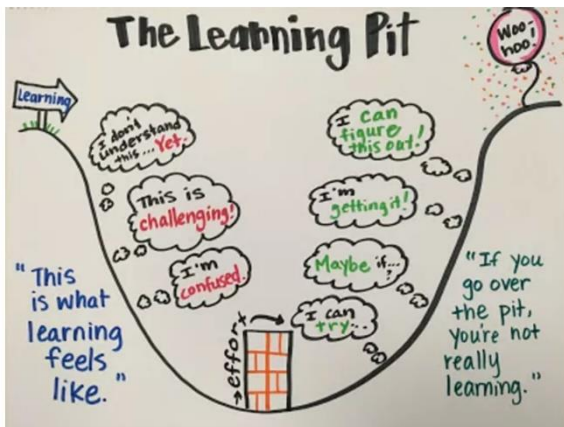 The Learning Pit
Learning
Woo-
hoo!
I don't
understand
this... Yet.
This is
challenging!
I'm
confused.
→effort
I can
try...
Maybe if...
?
I'm
getting it!
I can
figure
this out!
"This
is what
learning
feels
like."
"If you
go over
the pit,
you're not
really
learning."